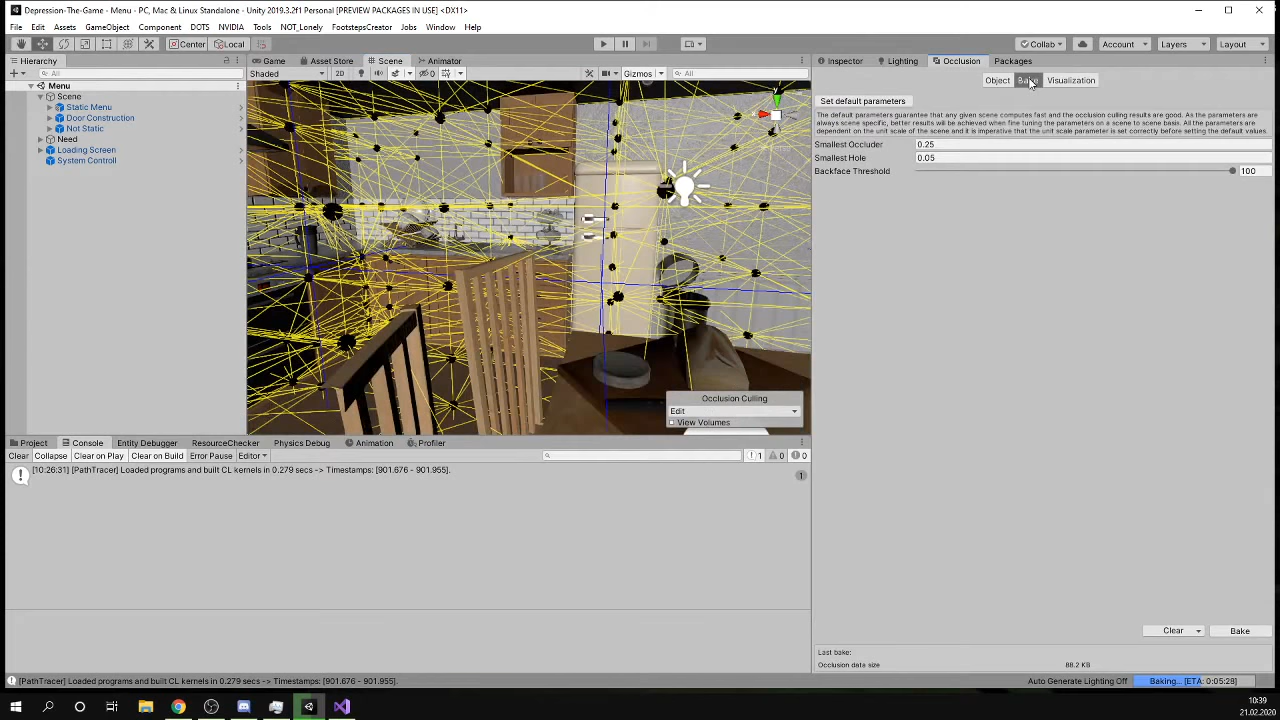 Depression-The-Game - Menu - PC, Mac & Linux Standalone - Unity 2019.3.2f1 Personal [PREVIEW PACKAGES IN USE] <DX11>
File Edit Assets GameObject Component DOTS NVIDIA Tools NOT_Lonely FootstepsCreator Jobs Window Help
Center Local Collab Account Layers Layout
Hierarchy Game Asset Store Scene Animator Inspector Lighting Occlusion Packages
All Shaded 2D 0 Gizmos All
Object Bake Visualization
Menu
Scene
Static Menu
Door Construction
Not Static
Need
Loading Screen
System Controll
Set default parameters
The default parameters guarantee that any given scene computes fast and the occlusion culling results are good. As the parameters are
always scene specific, better results will be achieved when fine tuning the parameters on a scene to scene basis. All the parameters are
dependent on the unit scale of the scene and it is imperative that the unit scale parameter is set correctly before setting the default values.
Smallest Occluder 0.25
Smallest Hole 0.05
Backface Threshold 100
Occlusion Culling
Edit
View Volumes
Project Console Entity Debugger ResourceChecker Physics Debug Animation Profiler
Clear Collapse Clear on Play Clear on Build Error Pause Editor 1 0 0
[10:26:31] [PathTracer] Loaded programs and built CL kernels in 0.279 secs -> Timestamps: [901.676 - 901.955].
1
Clear Bake
Last bake:
Occlusion data size 88.2 KB
[PathTracer] Loaded programs and built CL kernels in 0.279 secs -> Timestamps: [901.676 - 901.955].
Auto Generate Lighting Off Baking... [ETA: 0:05:28]
10:39
21.02.2020